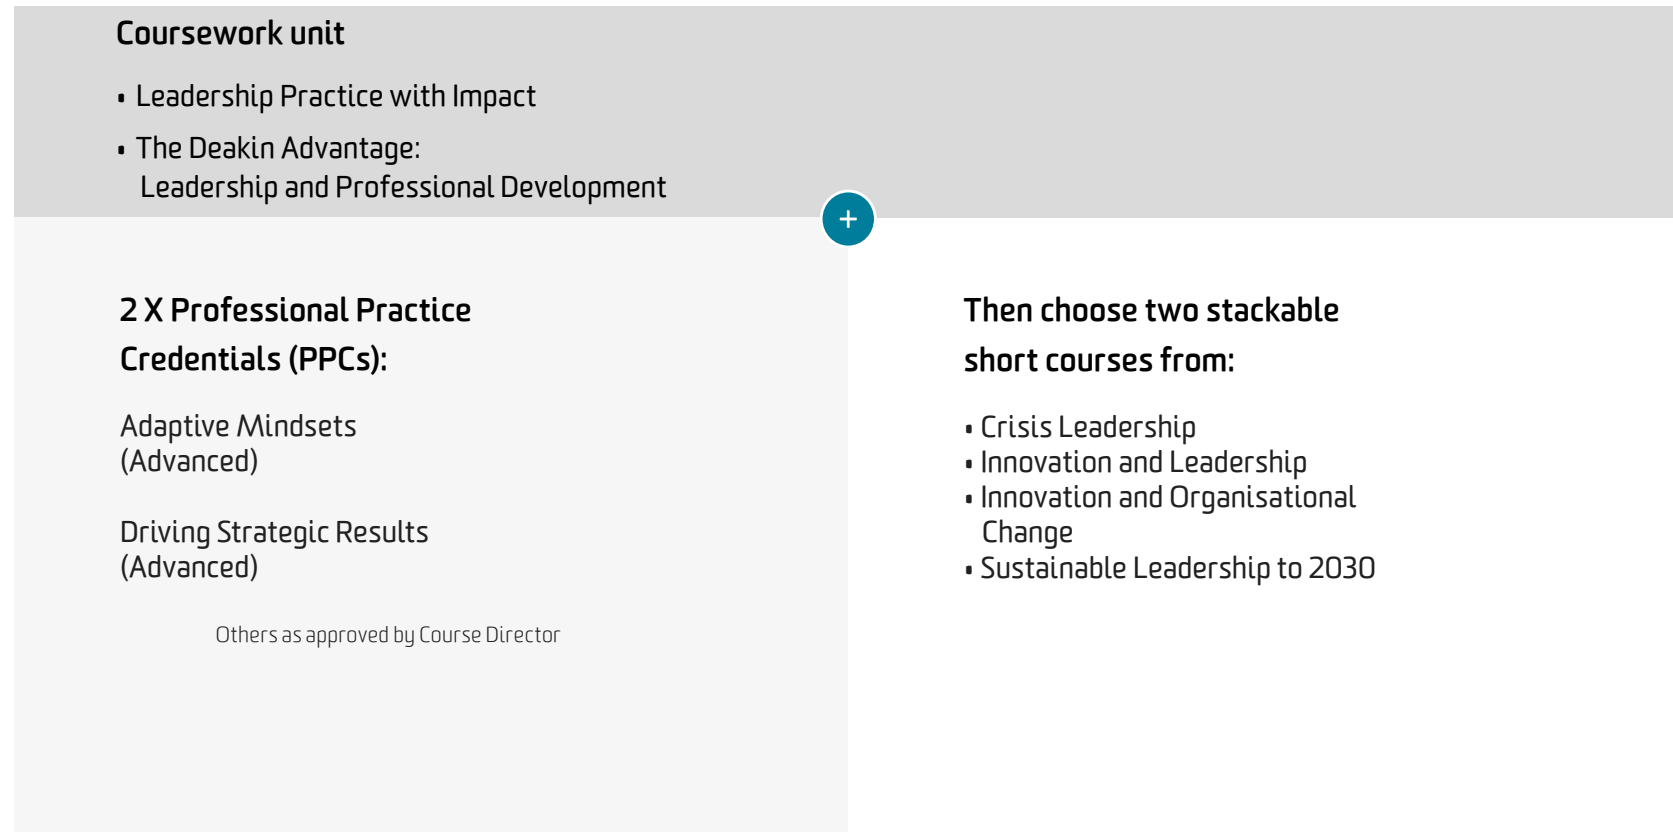 Coursework unit
• Leadership Practice with Impact
• The Deakin Advantage:
Leadership and Professional Development
+
2 X Professional Practice
Credentials (PPCs):
Adaptive Mindsets
(Advanced)
Driving Strategic Results
(Advanced)
Others as approved by Course Director
Then choose two stackable
short courses from:
• Crisis Leadership
• Innovation and Leadership
• Innovation and Organisational
Change
• Sustainable Leadership to 2030